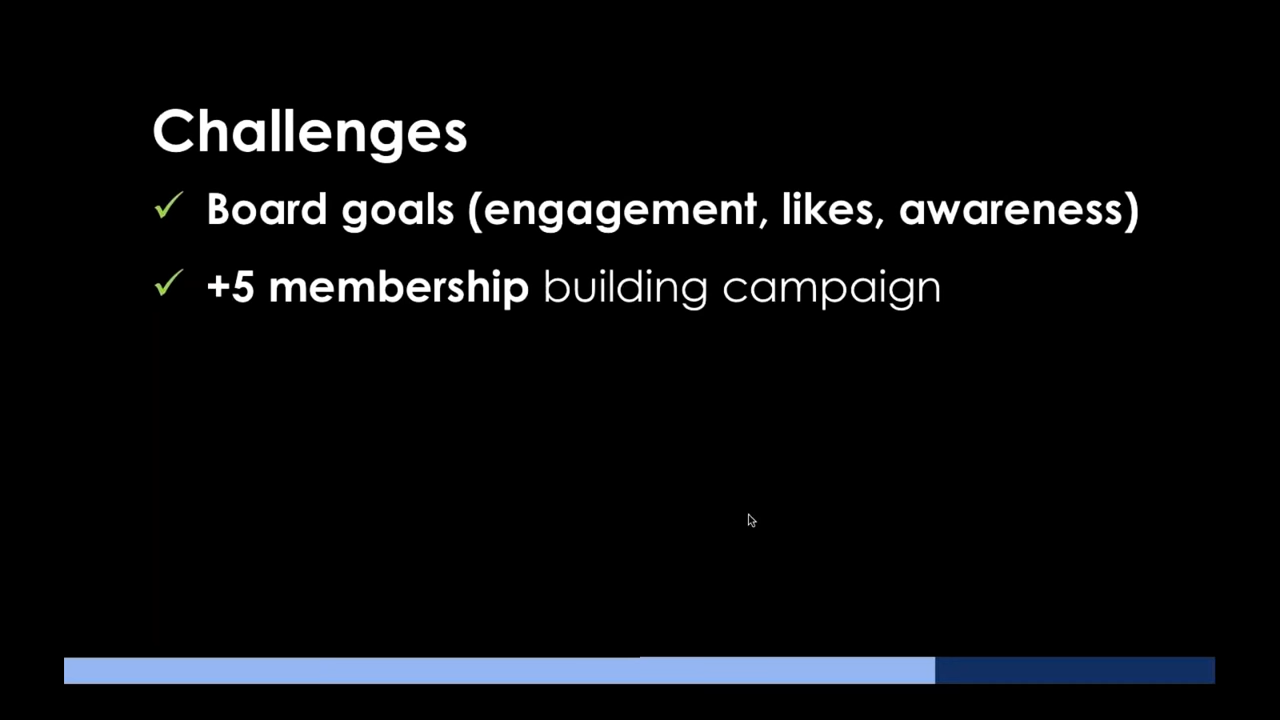 Challenges
✓ Board goals (engagement, likes, awareness)
✓ +5 membership building campaign